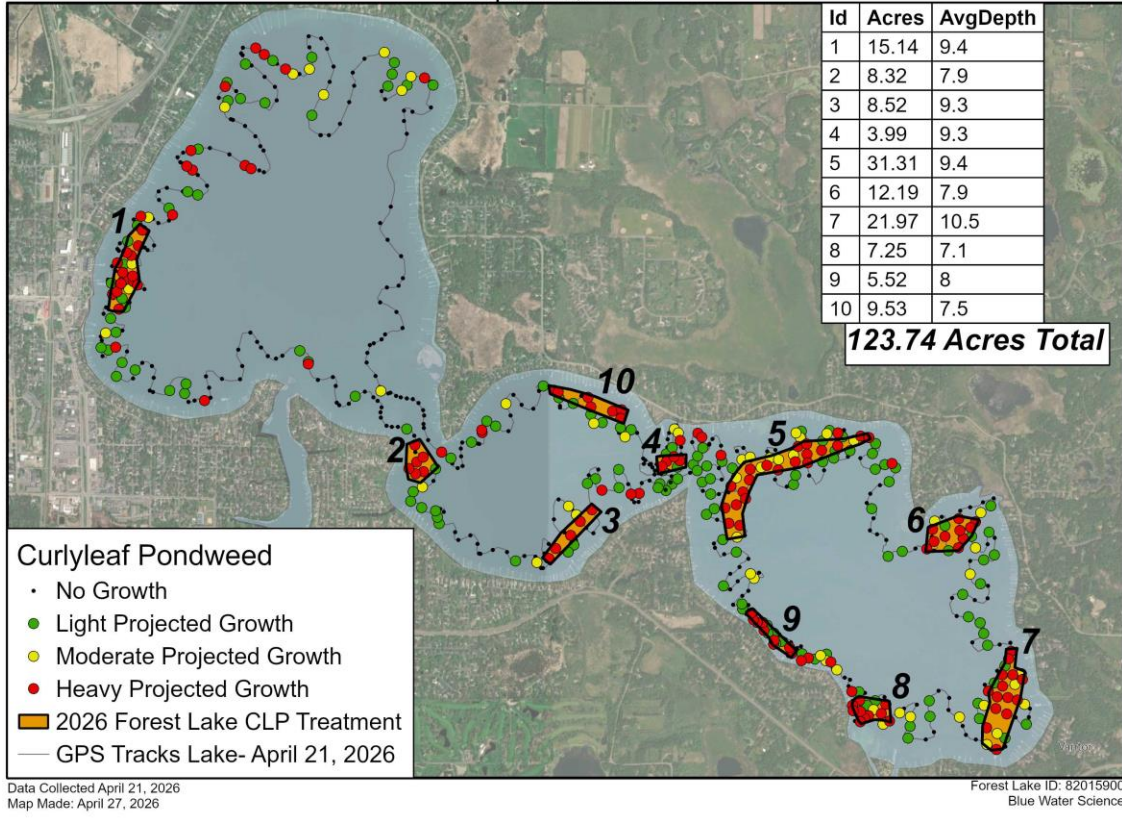 Id Acres AvgDepth
1 15.14 9.4
2 8.32 7.9
3 8.52 9.3
4 3.99 9.3
5 31.31 9.4
6 12.19 7.9
7 21.97 10.5
8 7.25 7.1
9 5.52 8
10 9.53 7.5
123.74 Acres Total
1
10
2
4
5
3
6
9
7
8
Curlyleaf Pondweed
No Growth
Light Projected Growth
Moderate Projected Growth
Heavy Projected Growth
2026 Forest Lake CLP Treatment
GPS Tracks Lake- April 21, 2026
Data Collected April 21, 2026
Map Made: April 27, 2026
Forest Lake ID: 82015900
Blue Water Science